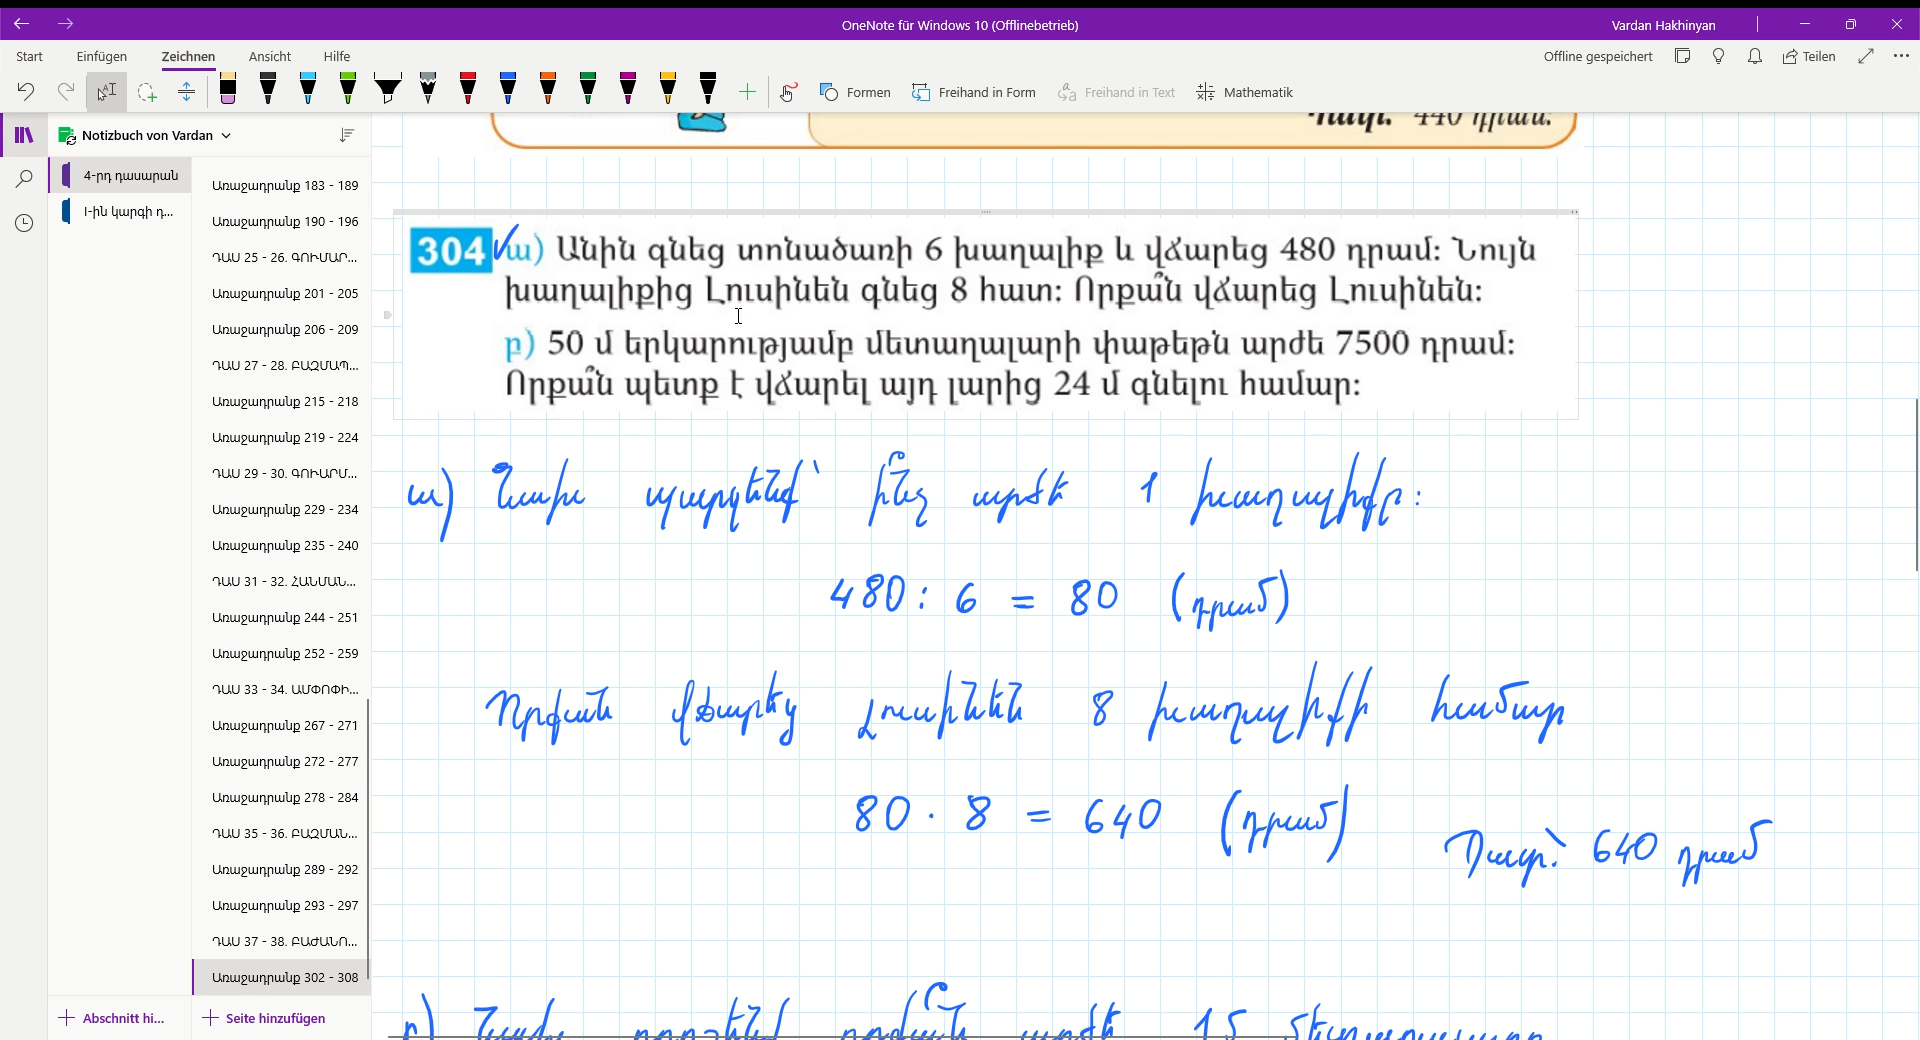 OneNote für Windows 10 (Offlinebetrieb)
Vardan Hakhinyan
Start Einfügen Zeichnen Ansicht Hilfe
Offline gespeichert Teilen
Formen Freihand in Form Freihand in Text Mathematik
Notizbuch von Vardan
4-րդ դասարան
I-ին կարգի դ...
Առաջադրանք 183 - 189
Առաջադրանք 190 - 196
ԴԱՍ 25 - 26. ԳՈՒՄԱՐ...
Առաջադրանք 201 - 205
Առաջադրանք 206 - 209
ԴԱՍ 27 - 28. ԲԱԶՄԱՊ...
Առաջադրանք 215 - 218
Առաջադրանք 219 - 224
ԴԱՍ 29 - 30. ԳՈՒԱՐՄ...
Առաջադրանք 229 - 234
Առաջադրանք 235 - 240
ԴԱՍ 31 - 32. ՀԱՆՄԱՆ...
Առաջադրանք 244 - 251
Առաջադրանք 252 - 259
ԴԱՍ 33 - 34. ԱՄՓՈՓԻ...
Առաջադրանք 267 - 271
Առաջադրանք 272 - 277
Առաջադրանք 278 - 284
ԴԱՍ 35 - 36. ԲԱԶՄԱՆ...
Առաջադրանք 289 - 292
Առաջադրանք 293 - 297
ԴԱՍ 37 - 38. ԲԱԺԱՆՈ...
Առաջադրանք 302 - 308
Abschnitt hi...
Seite hinzufügen
Պատ. 440 դրամ:
304 ա) Անին գնեց տոնածառի 6 խաղալիք և վճարեց 480 դրամ: Նույն
խաղալիքից Լուսինեն գնեց 8 հատ: Որքա՞ն վճարեց Լուսինեն:
բ) 50 մ երկարությամբ մետաղալարի փաթեթն արժե 7500 դրամ:
Որքա՞ն պետք է վճարել այդ լարից 24 մ գնելու համար:
ա) Նախ պարզենք՝ ի՞նչ արժե 1 խաղալիքը:
480 : 6 = 80 (դրամ)
Որքան վճարեց Լուսինեն 8 խաղալիքի համար
80 · 8 = 640 (դրամ)
Պատ.՝ 640 դրամ